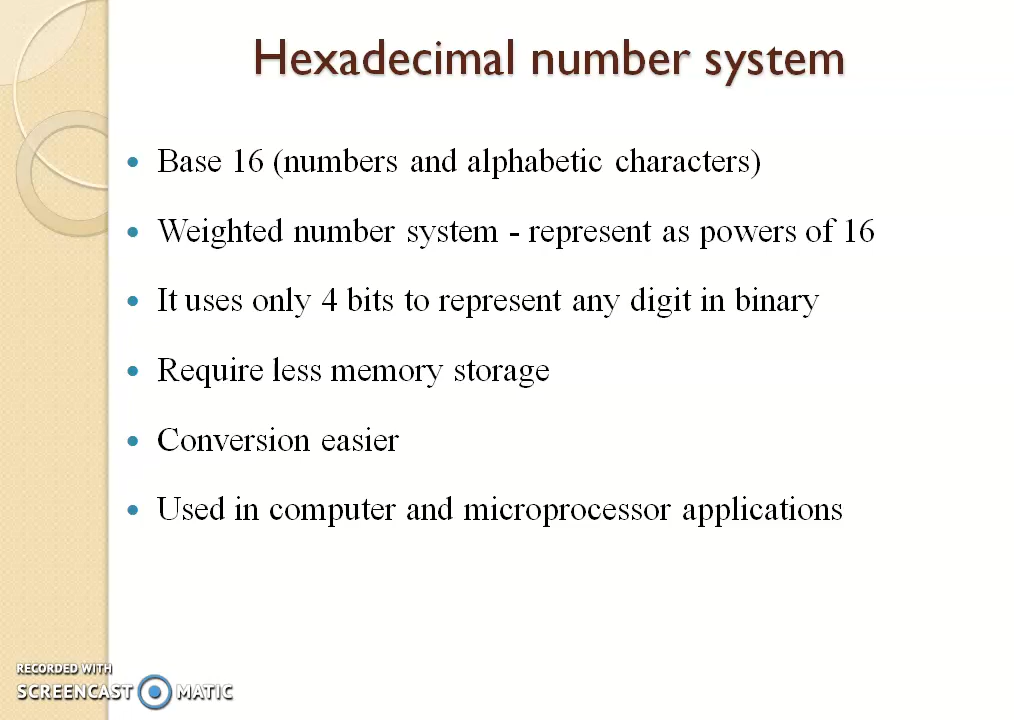 Hexadecimal number system
• Base 16 (numbers and alphabetic characters)
• Weighted number system - represent as powers of 16
• It uses only 4 bits to represent any digit in binary
• Require less memory storage
• Conversion easier
• Used in computer and microprocessor applications
RECORDED WITH
SCREENCAST MATIC